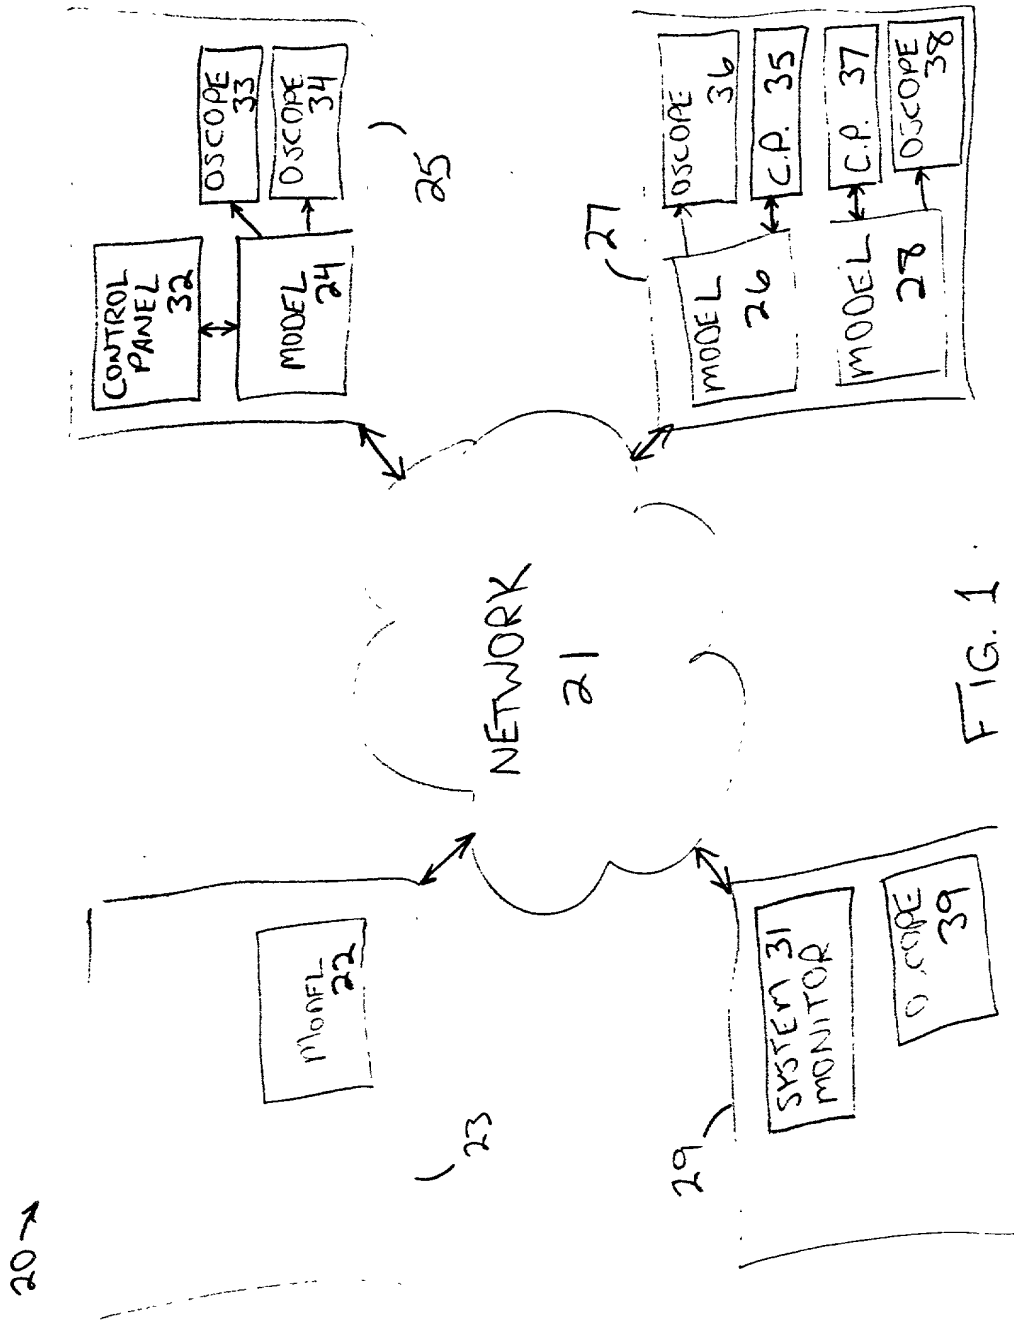 20
MODEL
22
23
NETWORK
21
CONTROL
PANEL
32
MODEL
24
OSCOPE
33
OSCOPE
34
25
29
SYSTEM 31
MONITOR
O COPE
39
27
MODEL
26
OSCOPE
36
C.P. 35
MODEL
28
C.P. 37
OSCOPE
38
FIG. 1